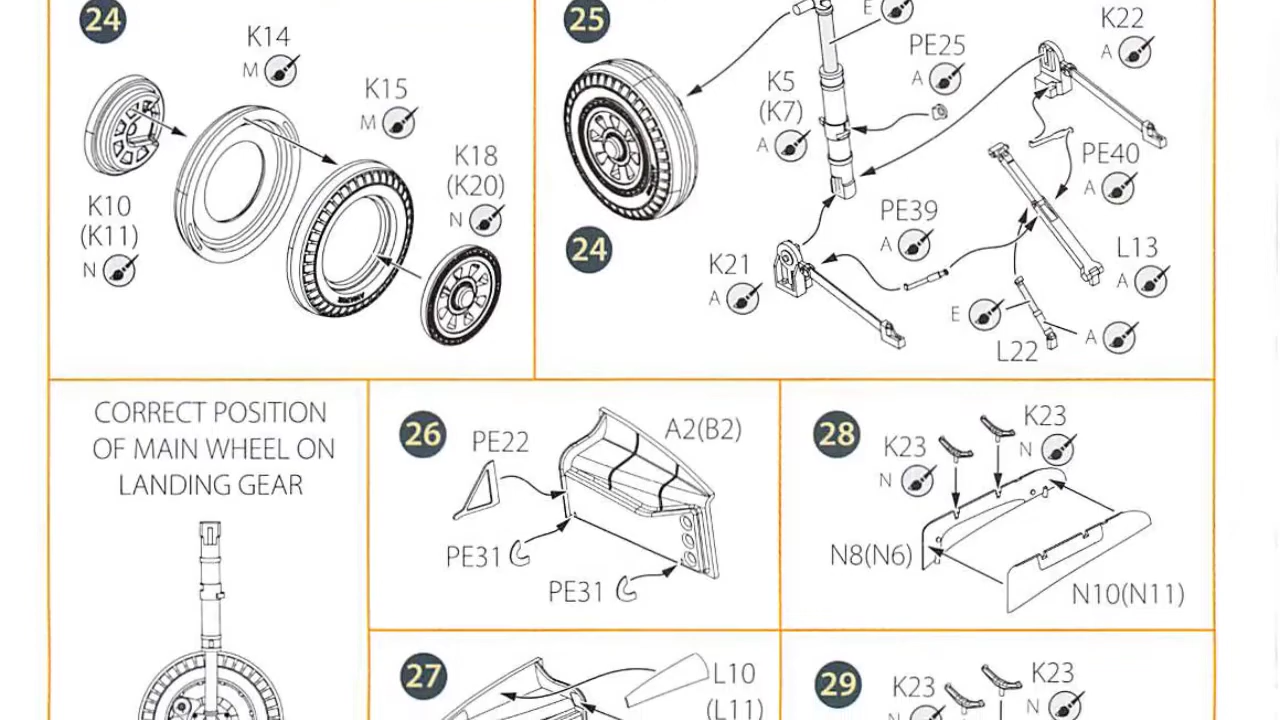 24
K14
M
K15
M
K18
(K20)
N
K10
(K11)
N
25
E
K5
(K7)
A
PE25
A
K22
A
PE40
A
PE39
A
24
K21
A
L13
A
E
A
L22
CORRECT POSITION
OF MAIN WHEEL ON
LANDING GEAR
26
PE22
A2(B2)
PE31
PE31
28
K23
N
K23
N
N8(N6)
N10(N11)
27
L10
(L11)
29
K23
N
K23
N